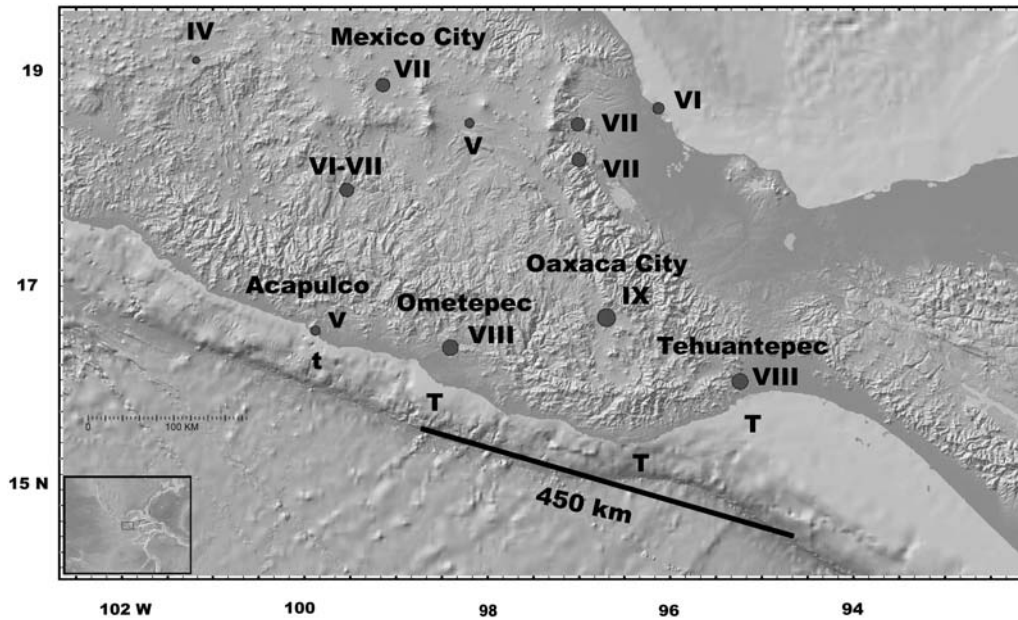 IV
Mexico City
19
VII
VI
VII
V
VI-VII
VII
Oaxaca City
17
Acapulco
IX
Ometepec
V
VIII
Tehuantepec
t
VIII
T
T
0
100 KM
T
15 N
450 km
102 W
100
98
96
94